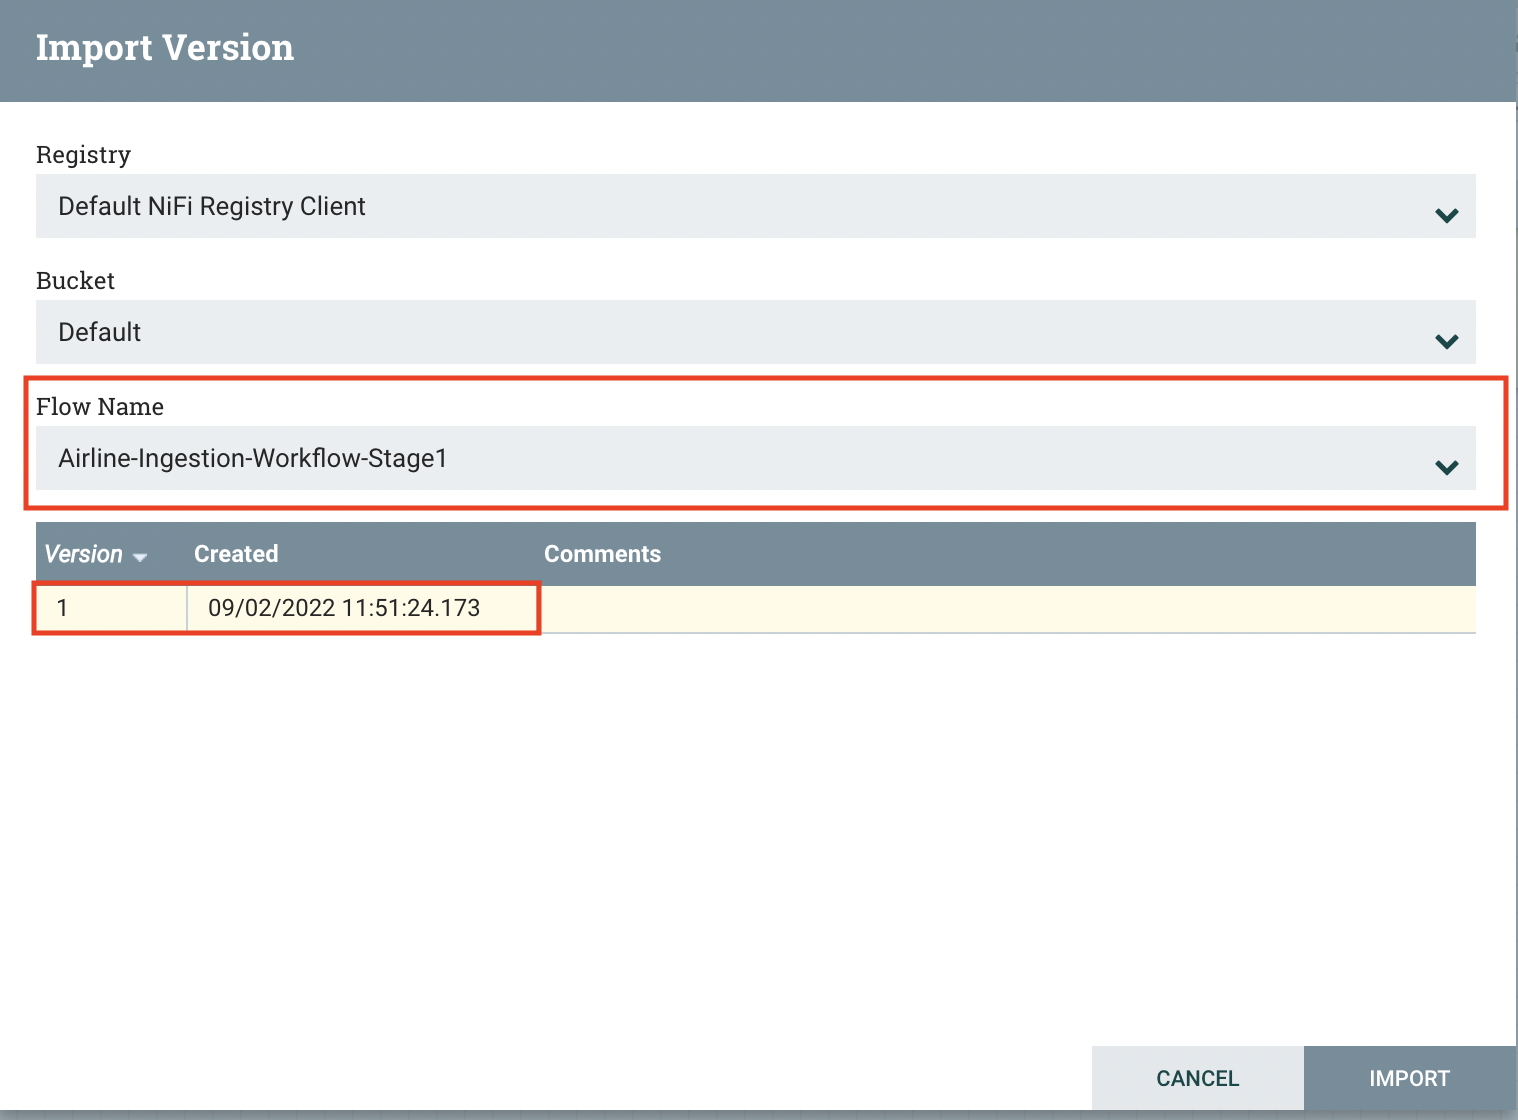 Import Version
Registry
Default NiFi Registry Client
Bucket
Default
Flow Name
Airline-Ingestion-Workflow-Stage1
Version Created Comments
1 09/02/2022 11:51:24.173
CANCEL IMPORT